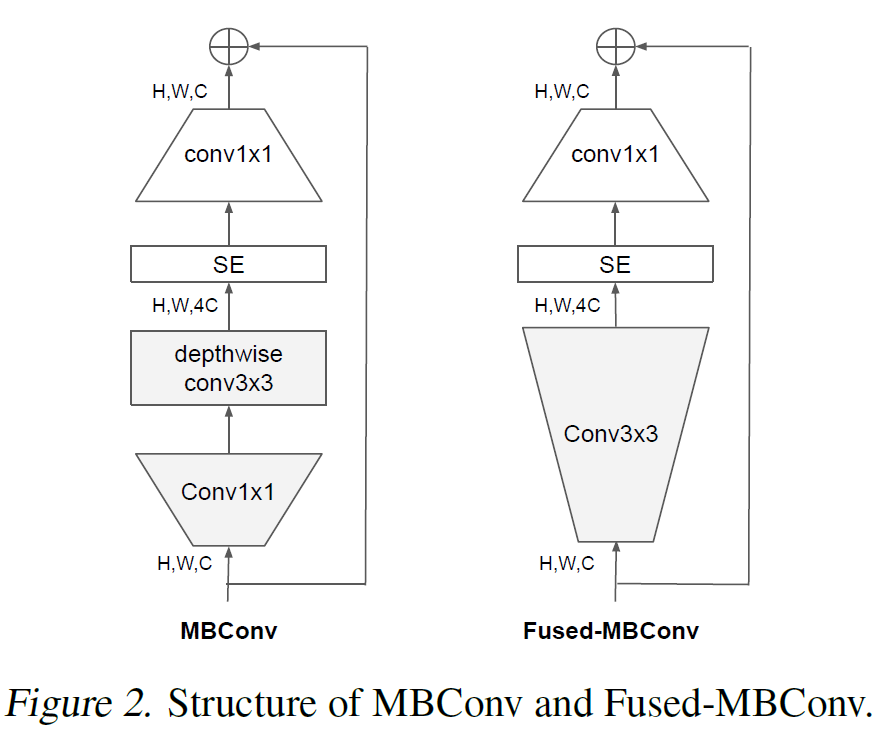 H,W,C
conv1x1
SE
H,W,4C
depthwise
conv3x3
Conv1x1
H,W,C
MBConv
H,W,C
conv1x1
SE
H,W,4C
Conv3x3
H,W,C
Fused-MBConv
Figure 2. Structure of MBConv and Fused-MBConv.